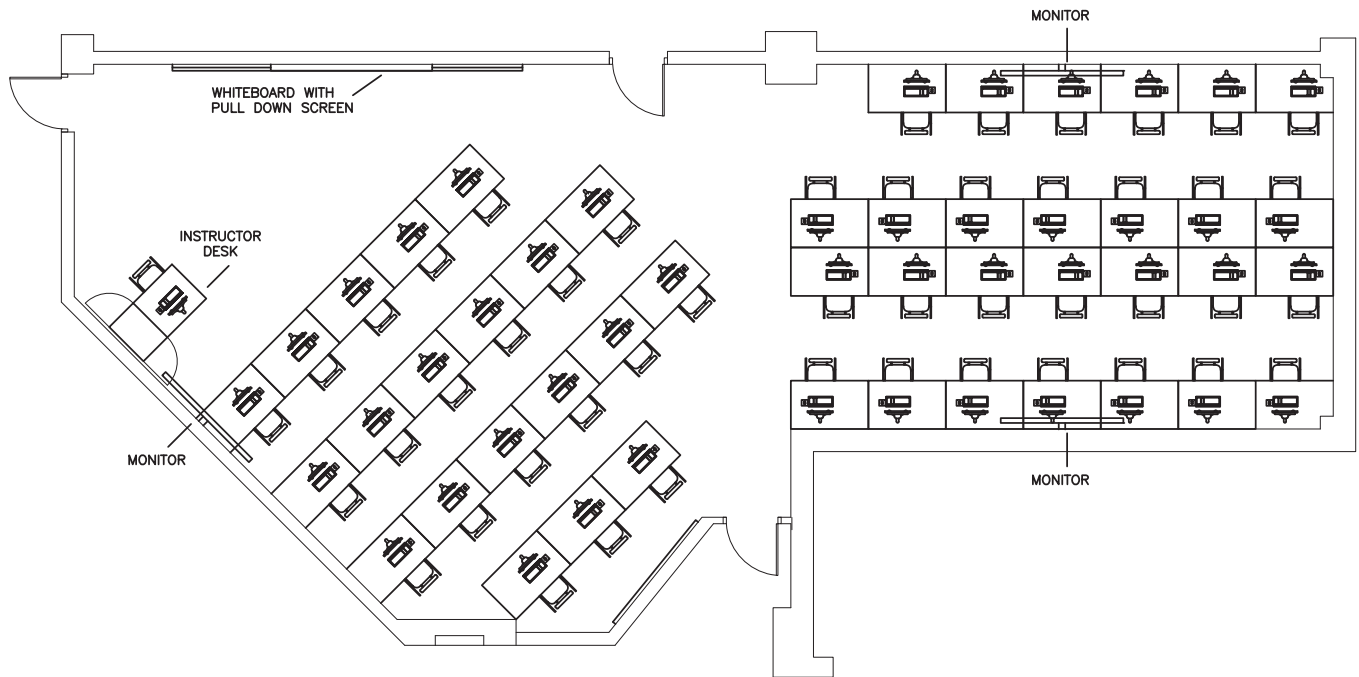 MONITOR
WHITEBOARD WITH
PULL DOWN SCREEN
INSTRUCTOR
DESK
MONITOR
MONITOR